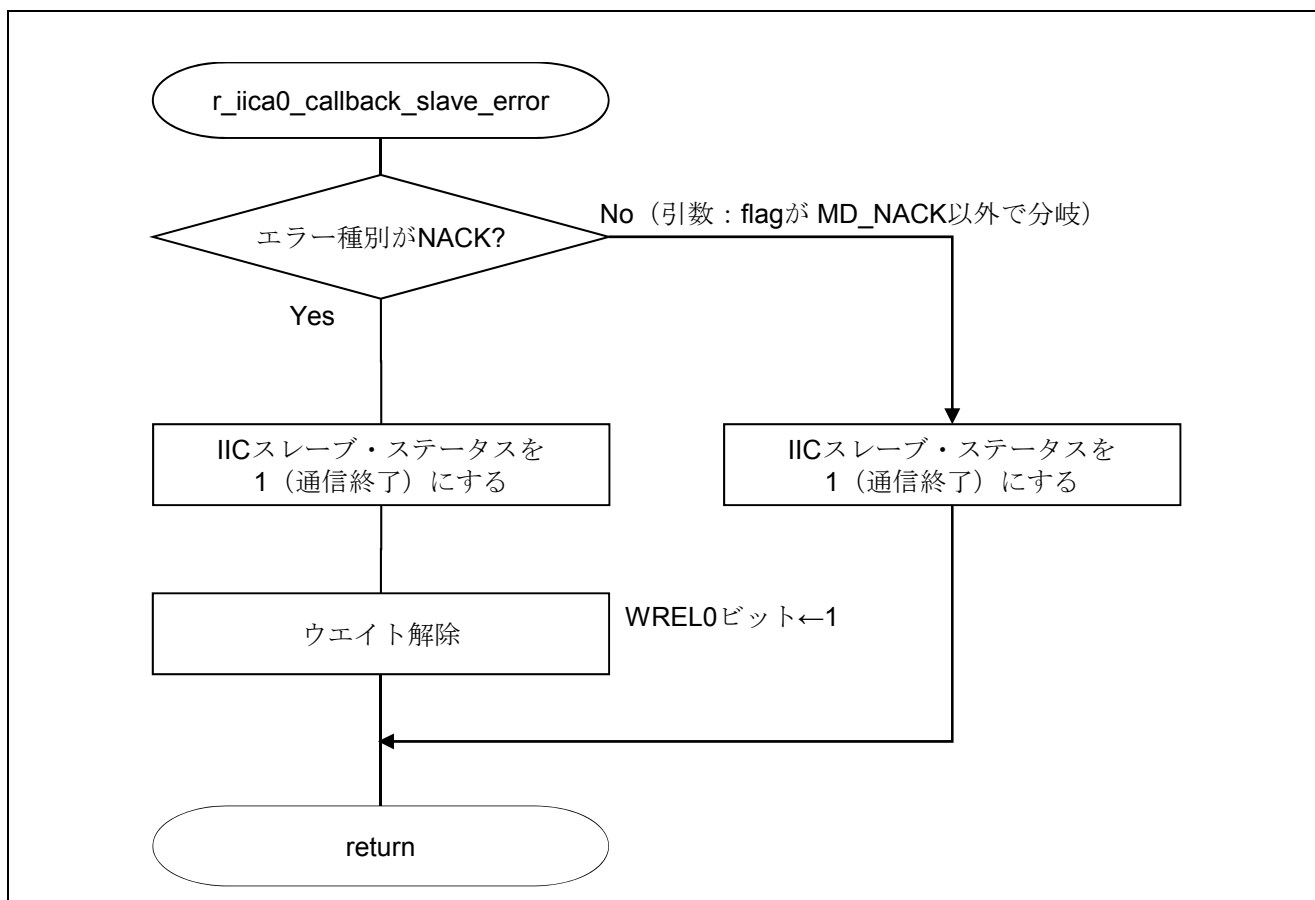 r_iica0_callback_slave_error
No（引数：flagが MD_NACK以外で分岐）
エラー種別がNACK?
Yes
IICスレーブ・ステータスを
1（通信終了）にする
IICスレーブ・ステータスを
1（通信終了）にする
ウエイト解除
WREL0ビット←1
return